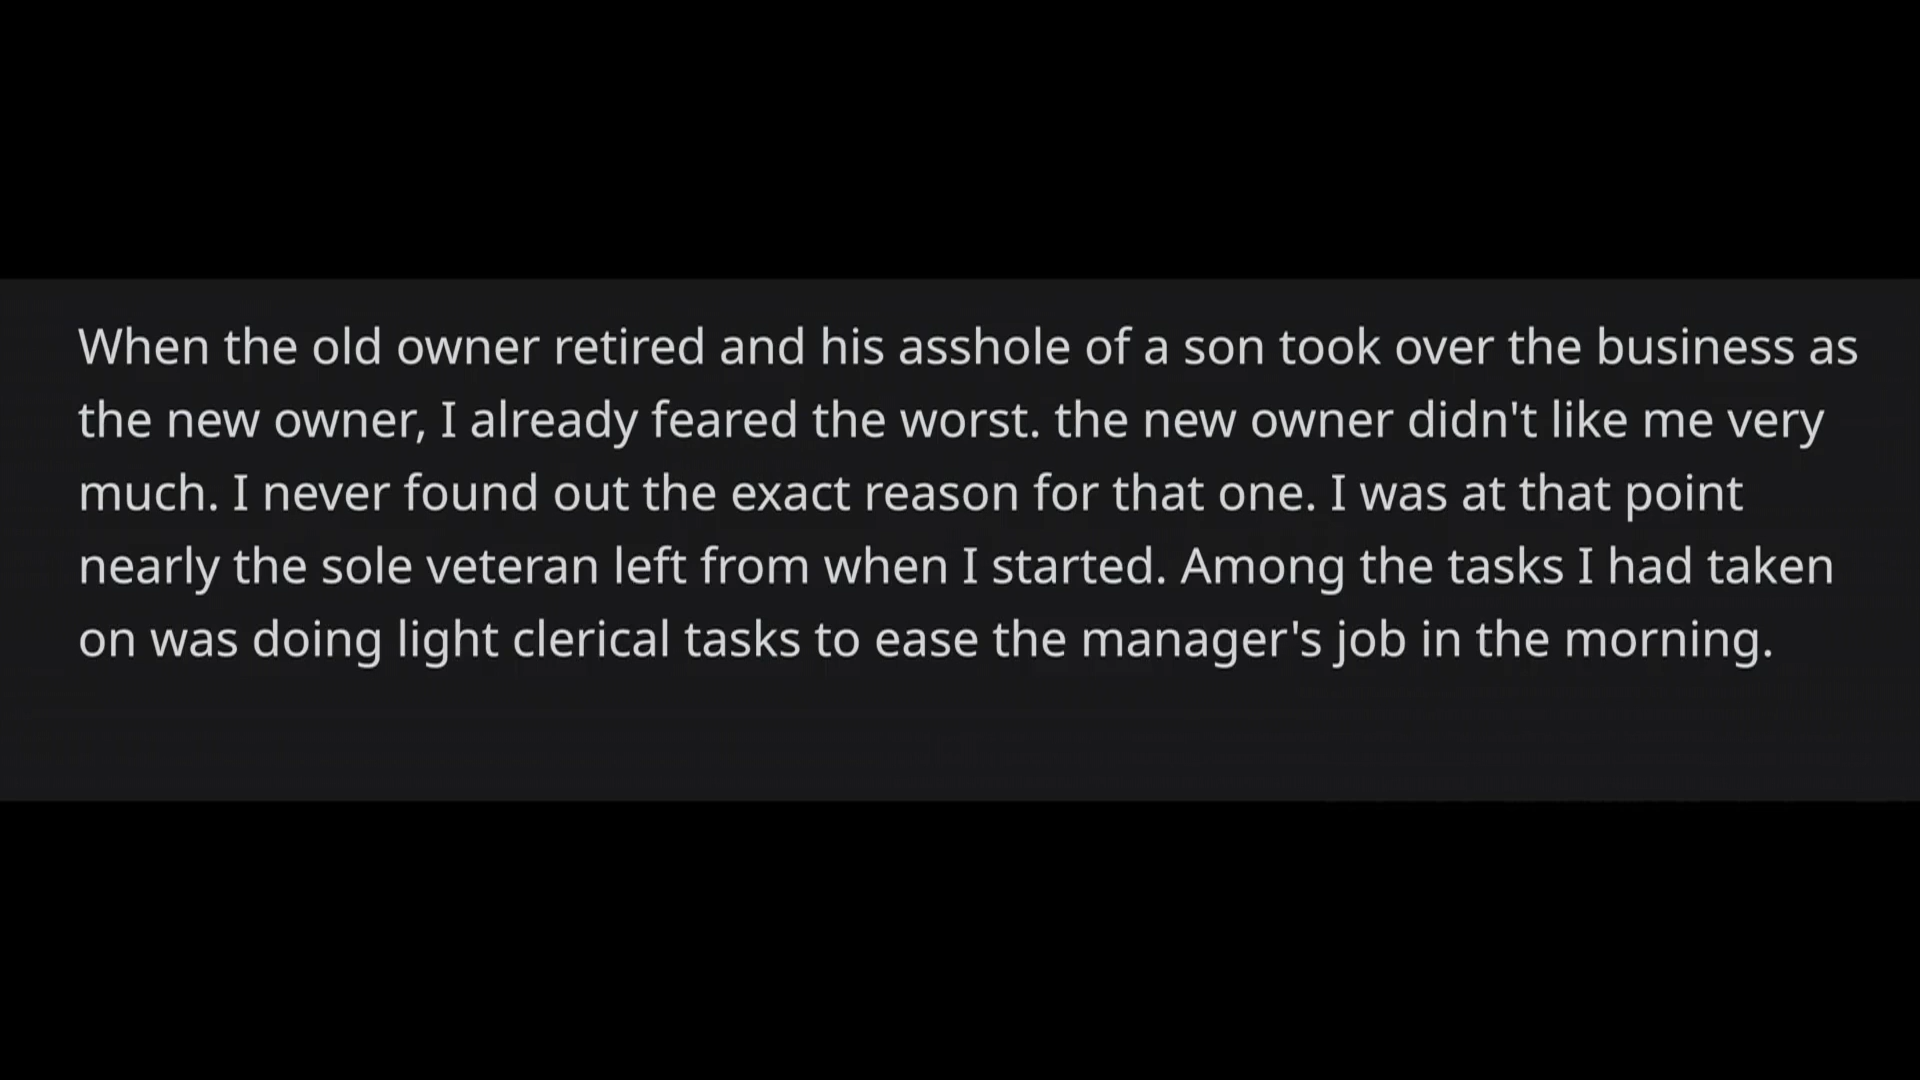 When the old owner retired and his asshole of a son took over the business as
the new owner, I already feared the worst. the new owner didn't like me very
much. I never found out the exact reason for that one. I was at that point
nearly the sole veteran left from when I started. Among the tasks I had taken
on was doing light clerical tasks to ease the manager's job in the morning.